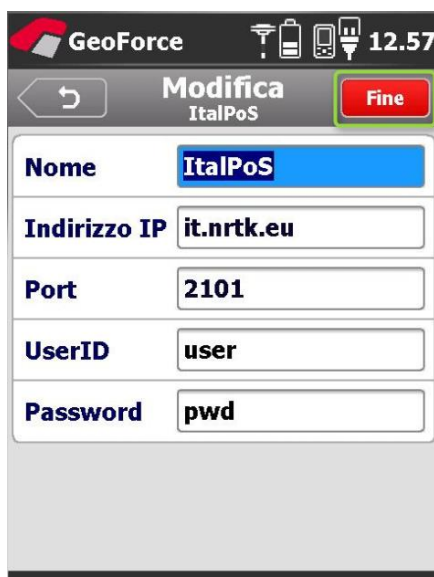 GeoForce 12.57
Modifica
ItalPoS
Fine
Nome ItalPoS
Indirizzo IP it.nrtk.eu
Port 2101
UserID user
Password pwd